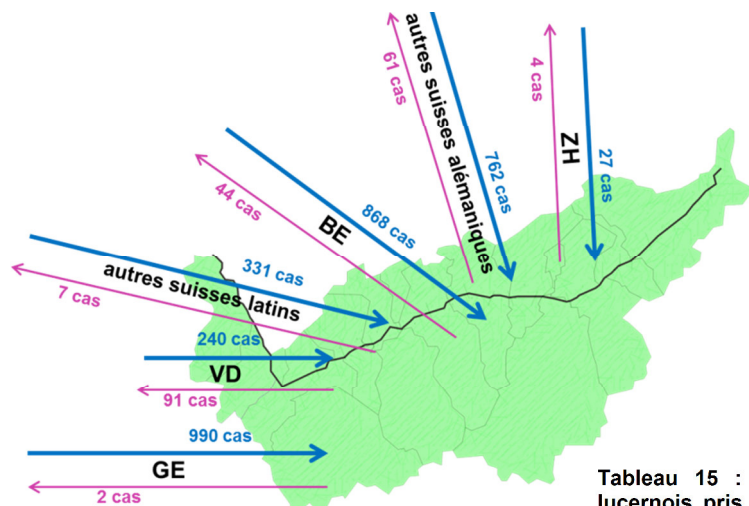 61 cas
autres suisses alémaniques
762 cas
4 cas
ZH
27 cas
44 cas
BE
868 cas
331 cas
autres suisses latins
7 cas
240 cas
VD
91 cas
990 cas
GE
2 cas
Tableau 15 :
lucernois pris